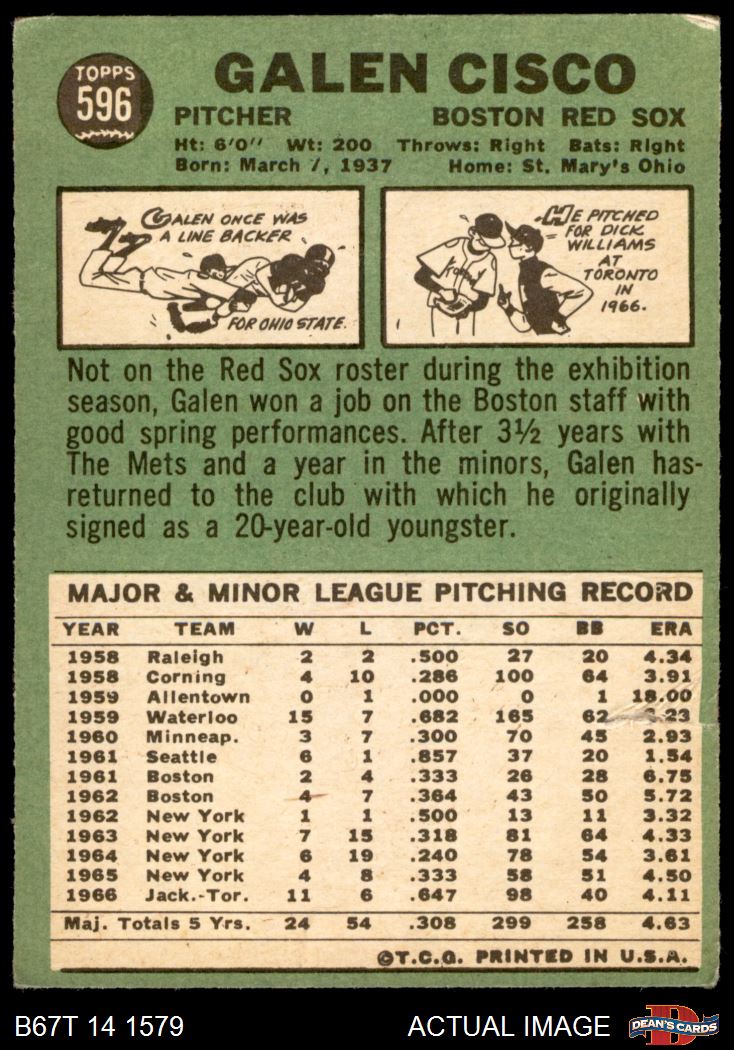 TOPPS
596
GALEN CISCO
PITCHER BOSTON RED SOX
Ht: 6'0" Wt: 200 Throws: Right Bats: Right
Born: March 7, 1937 Home: St. Mary's Ohio
GALEN ONCE WAS
A LINE BACKER
FOR OHIO STATE.
HE PITCHED
FOR DICK
WILLIAMS
AT
TORONTO
IN
1966.
Not on the Red Sox roster during the exhibition
season, Galen won a job on the Boston staff with
good spring performances. After 3½ years with
The Mets and a year in the minors, Galen has-
returned to the club with which he originally
signed as a 20-year-old youngster.
MAJOR & MINOR LEAGUE PITCHING RECORD
YEAR TEAM W L PCT. SO BB ERA
1958 Raleigh 2 2 .500 27 20 4.34
1958 Corning 4 10 .286 100 64 3.91
1959 Allentown 0 1 .000 0 1 18.00
1959 Waterloo 15 7 .682 165 62
1960 Minneap. 3 7 .300 70 45 2.93
1961 Seattle 6 1 .857 37 20 1.54
1961 Boston 2 4 .333 26 28 6.75
1962 Boston 4 7 .364 43 50 5.72
1962 New York 1 1 .500 13 11 3.32
1963 New York 7 15 .318 81 64 4.33
1964 New York 6 19 .240 78 54 3.61
1965 New York 4 8 .333 58 51 4.50
1966 Jack.-Tor. 11 6 .647 98 40 4.11
Maj. Totals 5 Yrs. 24 54 .308 299 258 4.63
©T.C.G. PRINTED IN U.S.A.
B67T 14 1579 ACTUAL IMAGE DEAN'S CARDS